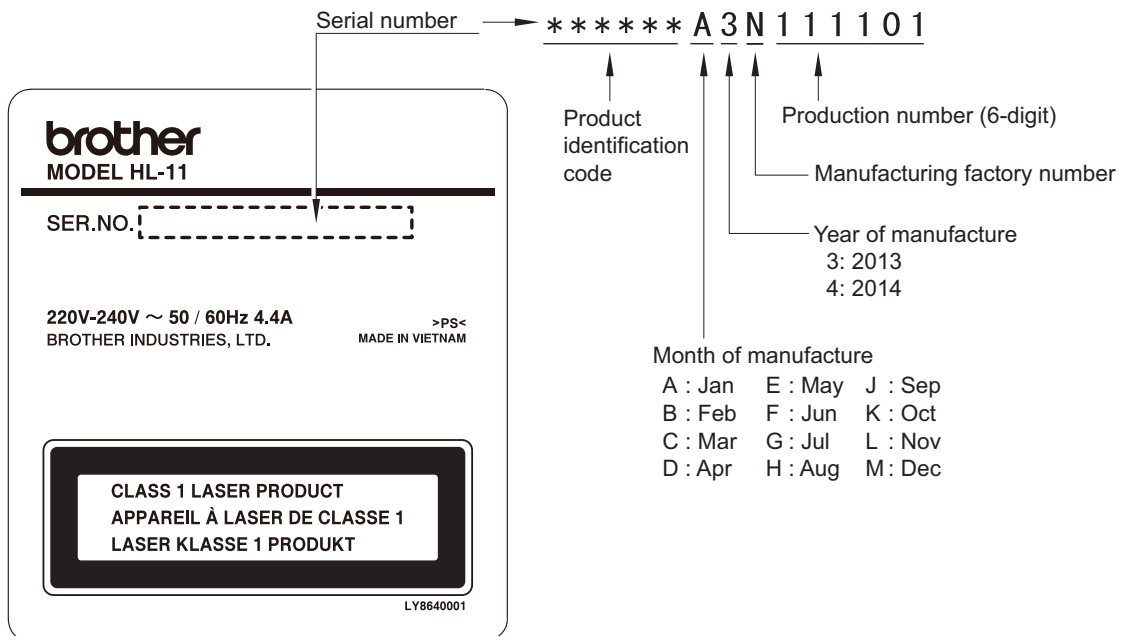 Serial number
******A3N111101
Product
identification
code
Production number (6-digit)
Manufacturing factory number
Year of manufacture
3: 2013
4: 2014
Month of manufacture
A : Jan E : May J : Sep
B : Feb F : Jun K : Oct
C : Mar G : Jul L : Nov
D : Apr H : Aug M : Dec
brother
MODEL HL-11
SER.NO.
220V-240V ～ 50 / 60Hz 4.4A
>PS<
BROTHER INDUSTRIES, LTD.
MADE IN VIETNAM
CLASS 1 LASER PRODUCT
APPAREIL À LASER DE CLASSE 1
LASER KLASSE 1 PRODUKT
LY8640001